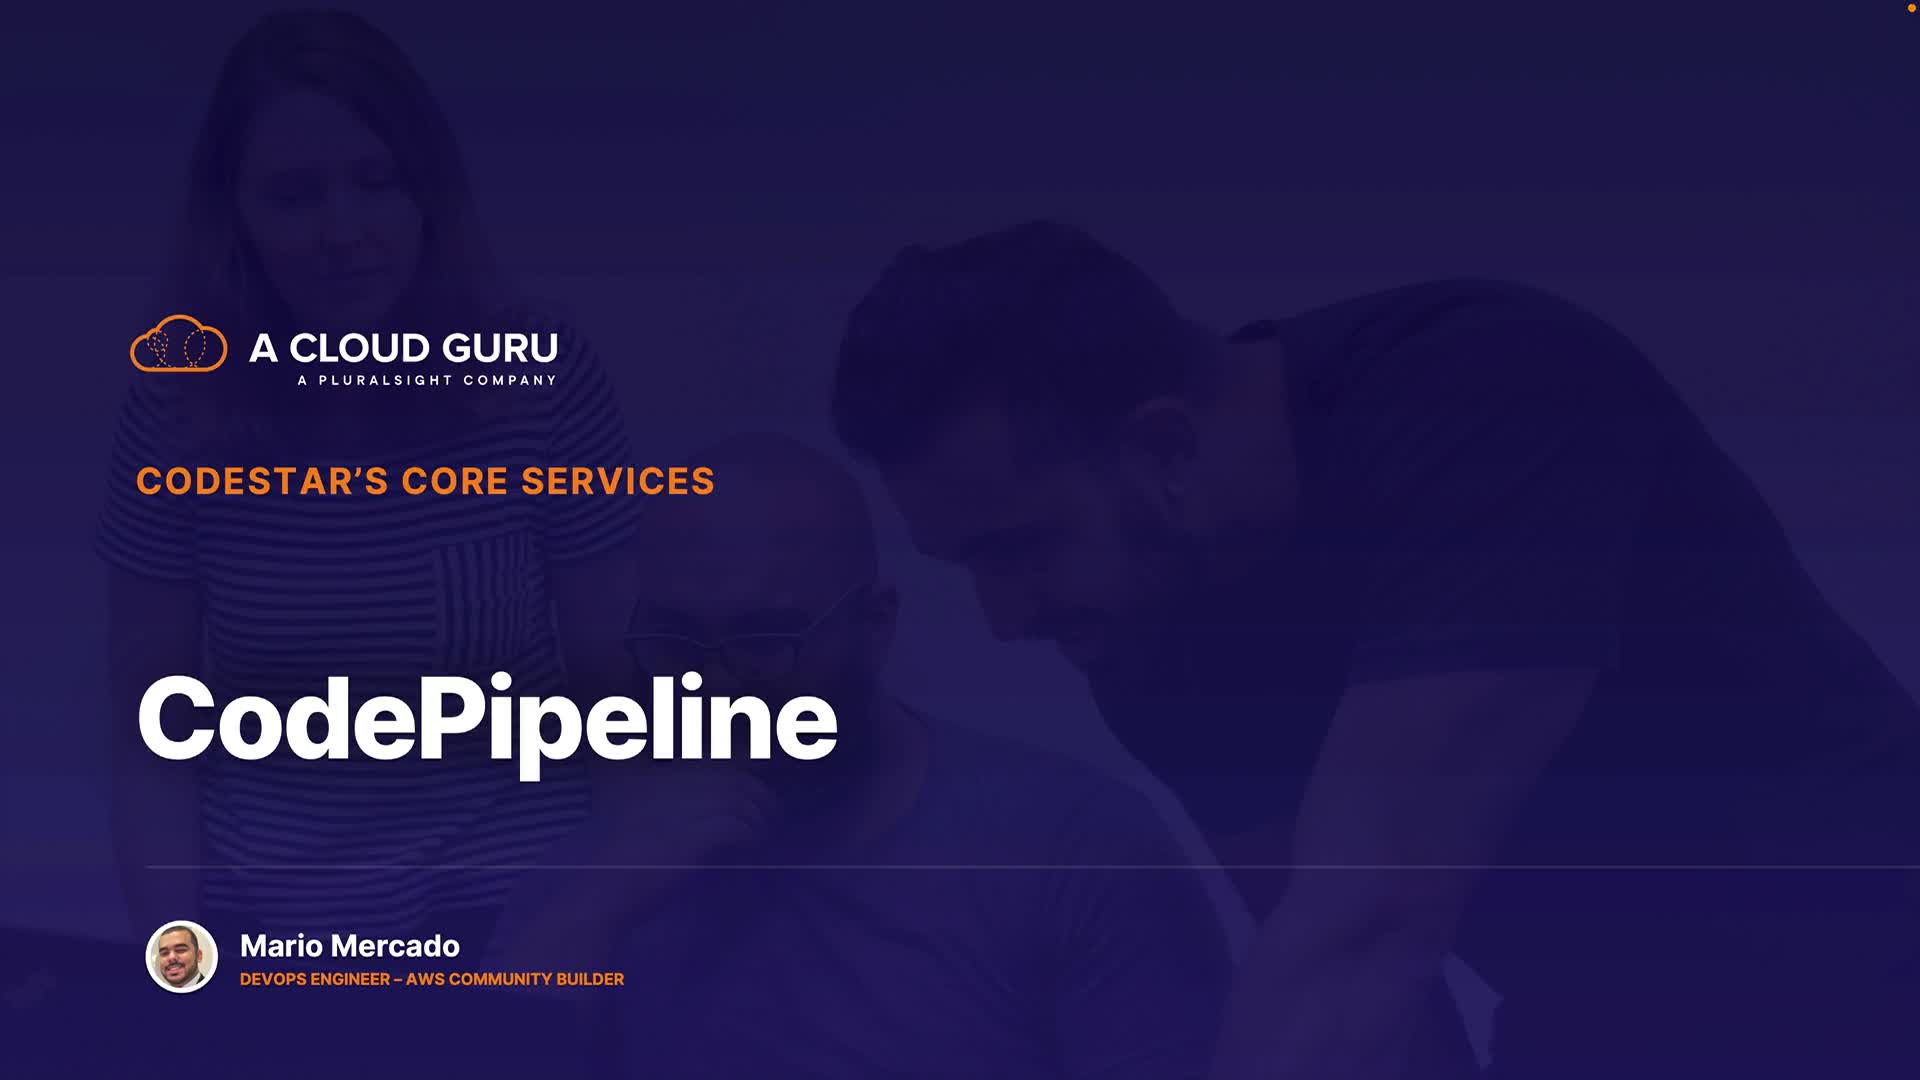 A CLOUD GURU
A PLURALSIGHT COMPANY
CODESTAR’S CORE SERVICES
CodePipeline
Mario Mercado
DEVOPS ENGINEER – AWS COMMUNITY BUILDER